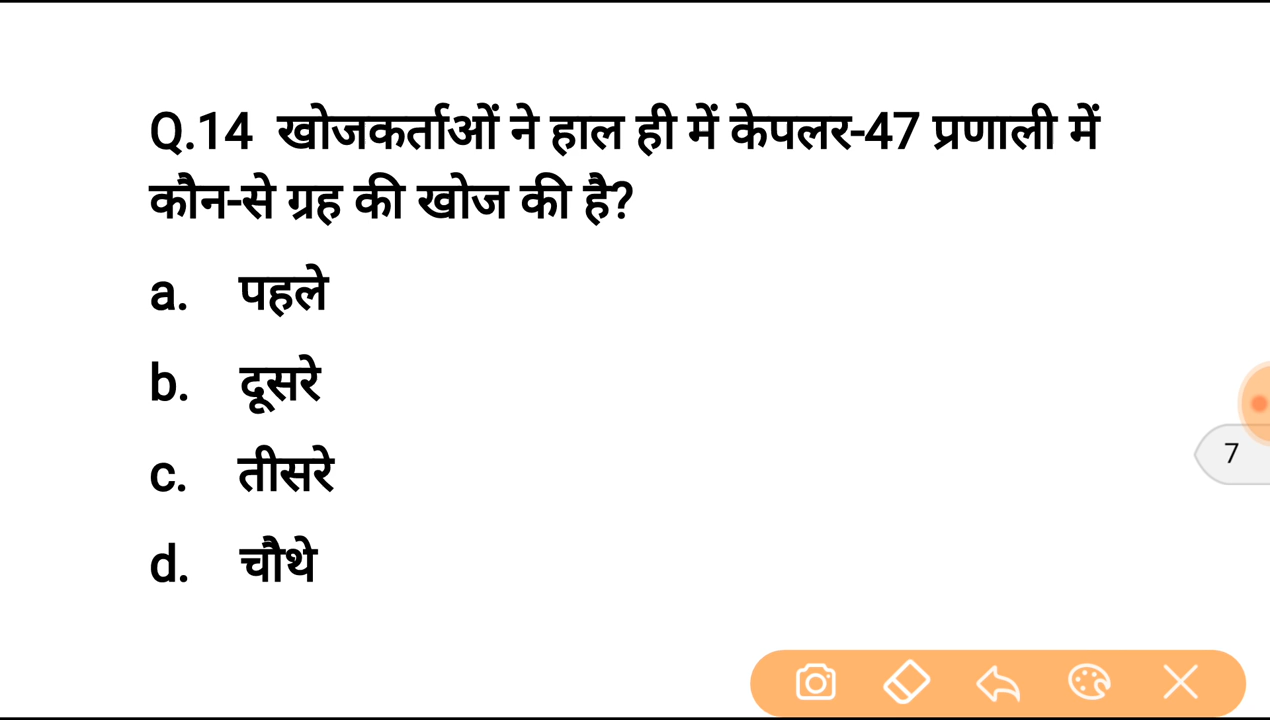 Q.14 खोजकर्ताओं ने हाल ही में केपलर-47 प्रणाली में
कौन-से ग्रह की खोज की है?
a. पहले
b. दूसरे
c. तीसरे
d. चौथे
7